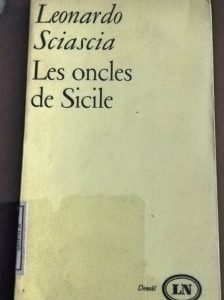 Leonardo
Sciascia
Les oncles
de Sicile
Denoël LN